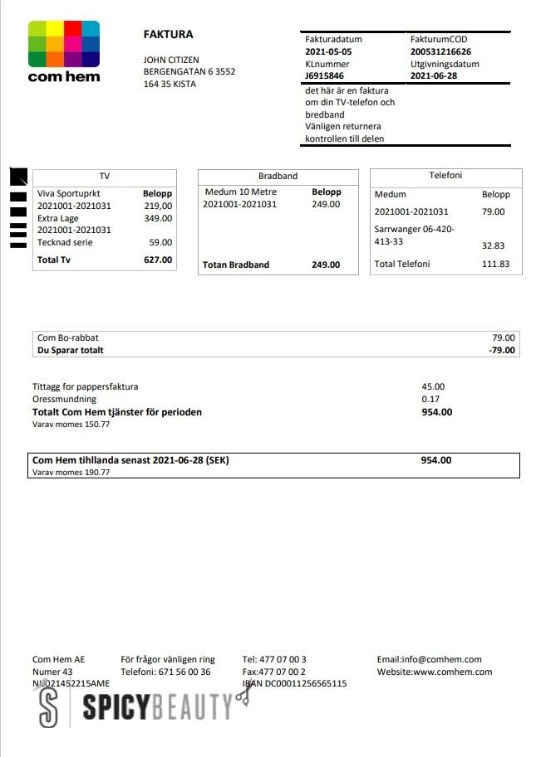 com hem
FAKTURA
JOHN CITIZEN
BERGENGATAN 6 3552
164 35 KISTA
Fakturadatum FakturumCOD
2021-05-05 200531216626
KLnummer Utgivningsdatum
J6915846 2021-06-28
det här är en faktura
om din TV-telefon och
bredband
Vänligen returnera
kontrollen till delen
TV
Viva Sportuprkt Belopp
2021001-2021031 219,00
Extra Lage 349.00
2021001-2021031
Tecknad serie 59.00
Total Tv 627.00
Bradband
Medum 10 Metre Belopp
2021001-2021031 249.00
Totan Bradband 249.00
Telefoni
Medum Belopp
2021001-2021031 79.00
Sarrwanger 06-420-
413-33 32.83
Total Telefoni 111.83
Com Bo-rabbat 79.00
Du Sparar totalt -79.00
Tittagg for pappersfaktura 45.00
Oressmundning 0.17
Totalt Com Hem tjänster för perioden 954.00
Varav momes 150.77
Com Hem tihllanda senast 2021-06-28 (SEK) 954.00
Varav momes 190.77
Com Hem AE För frågor vänligen ring Tel: 477 07 00 3 Email:info@comhem.com
Numer 43 Telefoni: 671 56 00 36 Fax:477 07 00 2 Website:www.comhem.com
NU021452215AME IBAN DC00011256565115
S SPICYBEAUTY